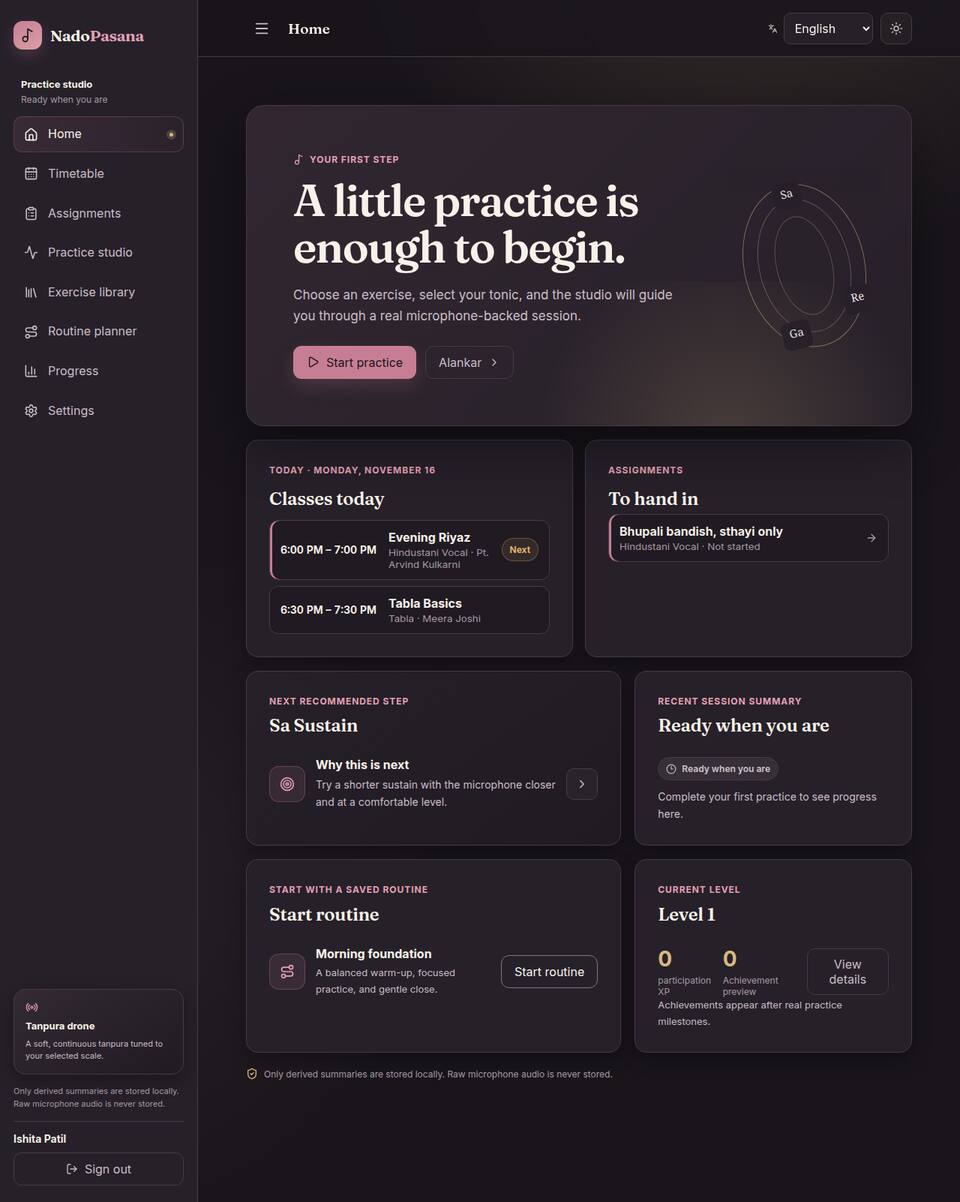 NadoPasana
Practice studio
Ready when you are
Home
Timetable
Assignments
Practice studio
Exercise library
Routine planner
Progress
Settings
Tanpura drone
A soft, continuous tanpura tuned to
your selected scale.
Only derived summaries are stored locally.
Raw microphone audio is never stored.
Ishita Patil
Sign out
Home
English
YOUR FIRST STEP
A little practice is
enough to begin.
Choose an exercise, select your tonic, and the studio will guide
you through a real microphone-backed session.
Start practice
Alankar
Sa
Re
Ga
TODAY · MONDAY, NOVEMBER 16
Classes today
6:00 PM – 7:00 PM
Evening Riyaz
Hindustani Vocal · Pt.
Arvind Kulkarni
Next
6:30 PM – 7:30 PM
Tabla Basics
Tabla · Meera Joshi
ASSIGNMENTS
To hand in
Bhupali bandish, sthayi only
Hindustani Vocal · Not started
NEXT RECOMMENDED STEP
Sa Sustain
Why this is next
Try a shorter sustain with the microphone closer
and at a comfortable level.
RECENT SESSION SUMMARY
Ready when you are
Ready when you are
Complete your first practice to see progress
here.
START WITH A SAVED ROUTINE
Start routine
Morning foundation
A balanced warm-up, focused
practice, and gentle close.
Start routine
CURRENT LEVEL
Level 1
0
participation
XP
0
Achievement
preview
View
details
Achievements appear after real practice
milestones.
Only derived summaries are stored locally. Raw microphone audio is never stored.